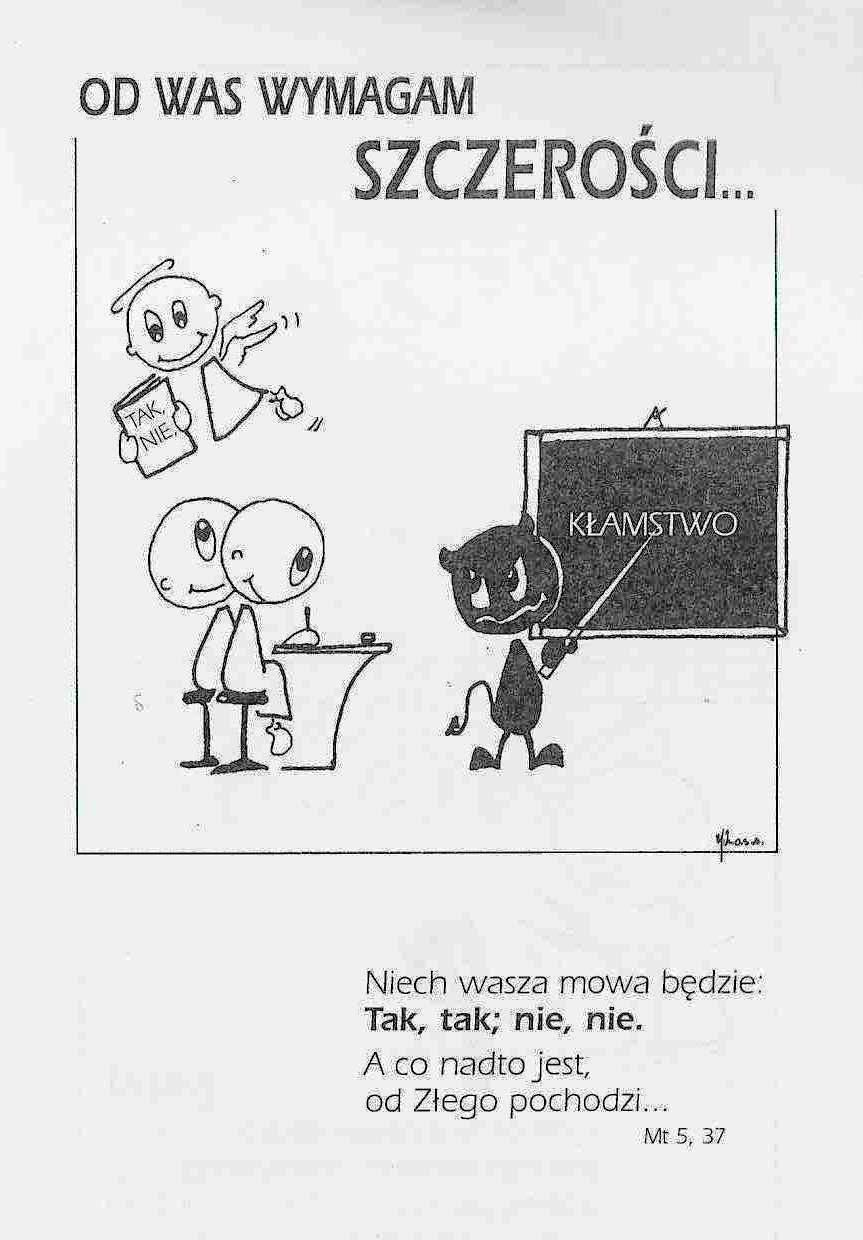 OD WAS WYMAGAM
SZCZEROŚCI...
TAK,
NIE,
KŁAMSTWO
Niech wasza mowa będzie:
Tak, tak; nie, nie.
A co nadto jest,
od Złego pochodzi...
Mt 5, 37